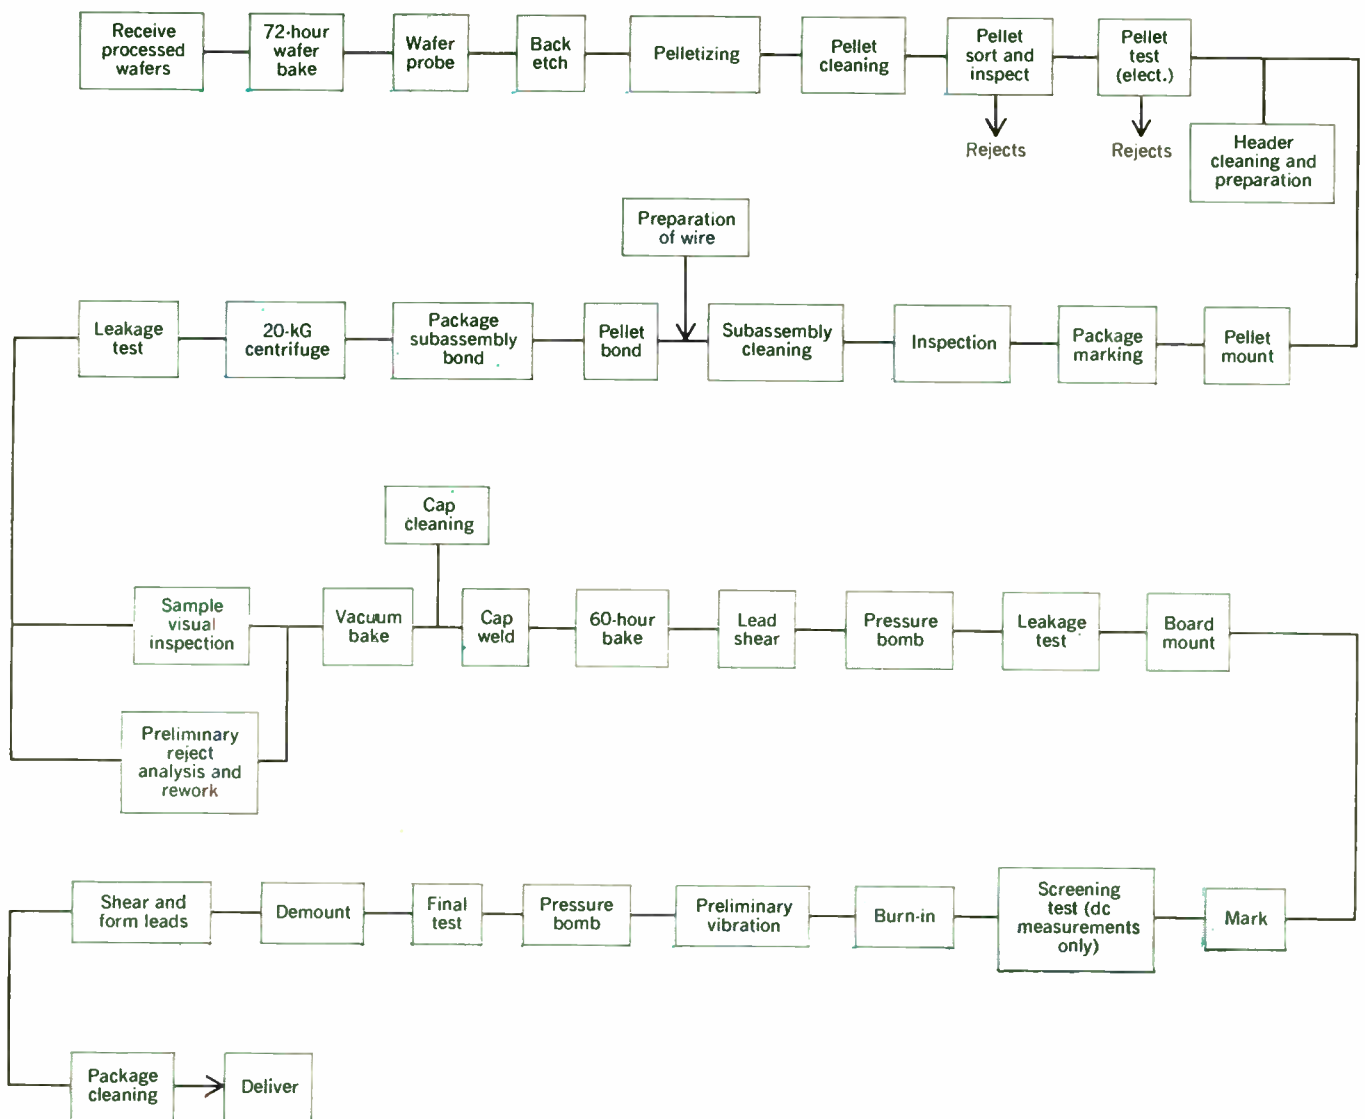 Receive
processed
wafers
72-hour
wafer
bake
Wafer
probe
Back
etch
Pelletizing
Pellet
cleaning
Pellet
sort and
inspect
Pellet
test
(elect.)
Rejects
Rejects
Header
cleaning and
preparation
Preparation
of wire
Leakage
test
20-kG
centrifuge
Package
subassembly
bond
Pellet
bond
Subassembly
cleaning
Inspection
Package
marking
Pellet
mount
Cap
cleaning
Sample
visual
inspection
Vacuum
bake
Cap
weld
60-hour
bake
Lead
shear
Pressure
bomb
Leakage
test
Board
mount
Preliminary
reject
analysis and
rework
Shear and
form leads
Demount
Final
test
Pressure
bomb
Preliminary
vibration
Burn-in
Screening
test (dc
measurements
only)
Mark
Package
cleaning
Deliver